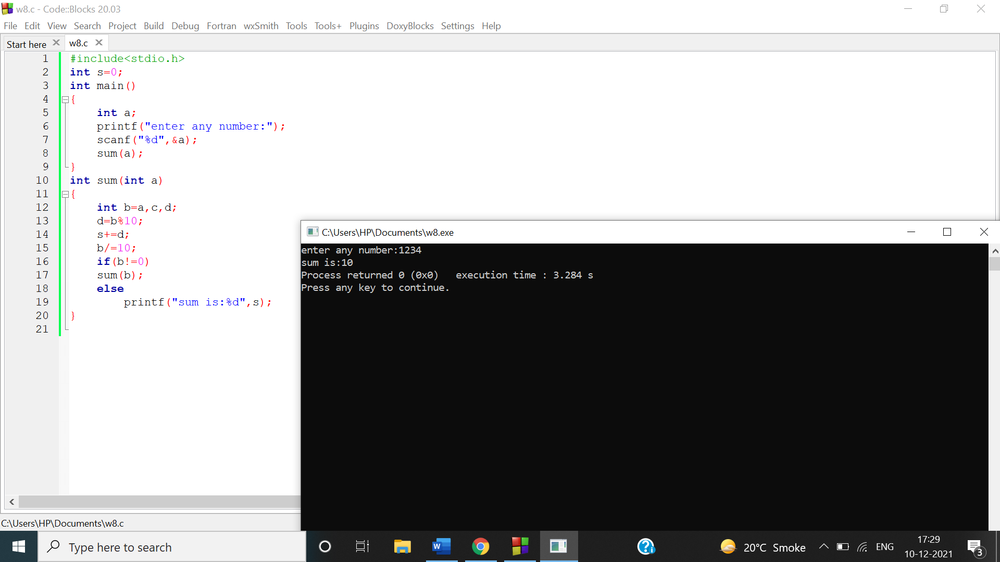 w8.c - Code::Blocks 20.03
File Edit View Search Project Build Debug Fortran wxSmith Tools Tools+ Plugins DoxyBlocks Settings Help
Start here w8.c
1 #include<stdio.h>
2 int s=0;
3 int main()
4 {
5 int a;
6 printf("enter any number:");
7 scanf("%d",&a);
8 sum(a);
9 }
10 int sum(int a)
11 {
12 int b=a,c,d;
13 d=b%10;
14 s+=d;
15 b/=10;
16 if(b!=0)
17 sum(b);
18 else
19 printf("sum is:%d",s);
20 }
21
C:\Users\HP\Documents\w8.exe
enter any number:1234
sum is:10
Process returned 0 (0x0)   execution time : 3.284 s
Press any key to continue.
C:\Users\HP\Documents\w8.c
Type here to search
W
20°C Smoke
ENG
17:29
10-12-2021
3